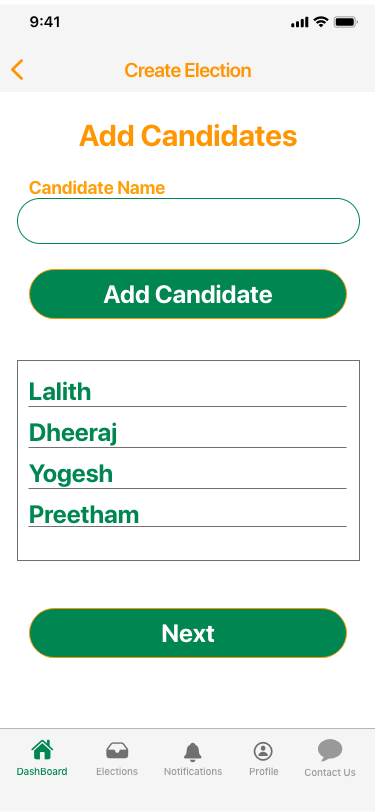 9:41
Create Election
Add Candidates
Candidate Name
Add Candidate
Lalith
Dheeraj
Yogesh
Preetham
Next
DashBoard Elections Notifications Profile Contact Us